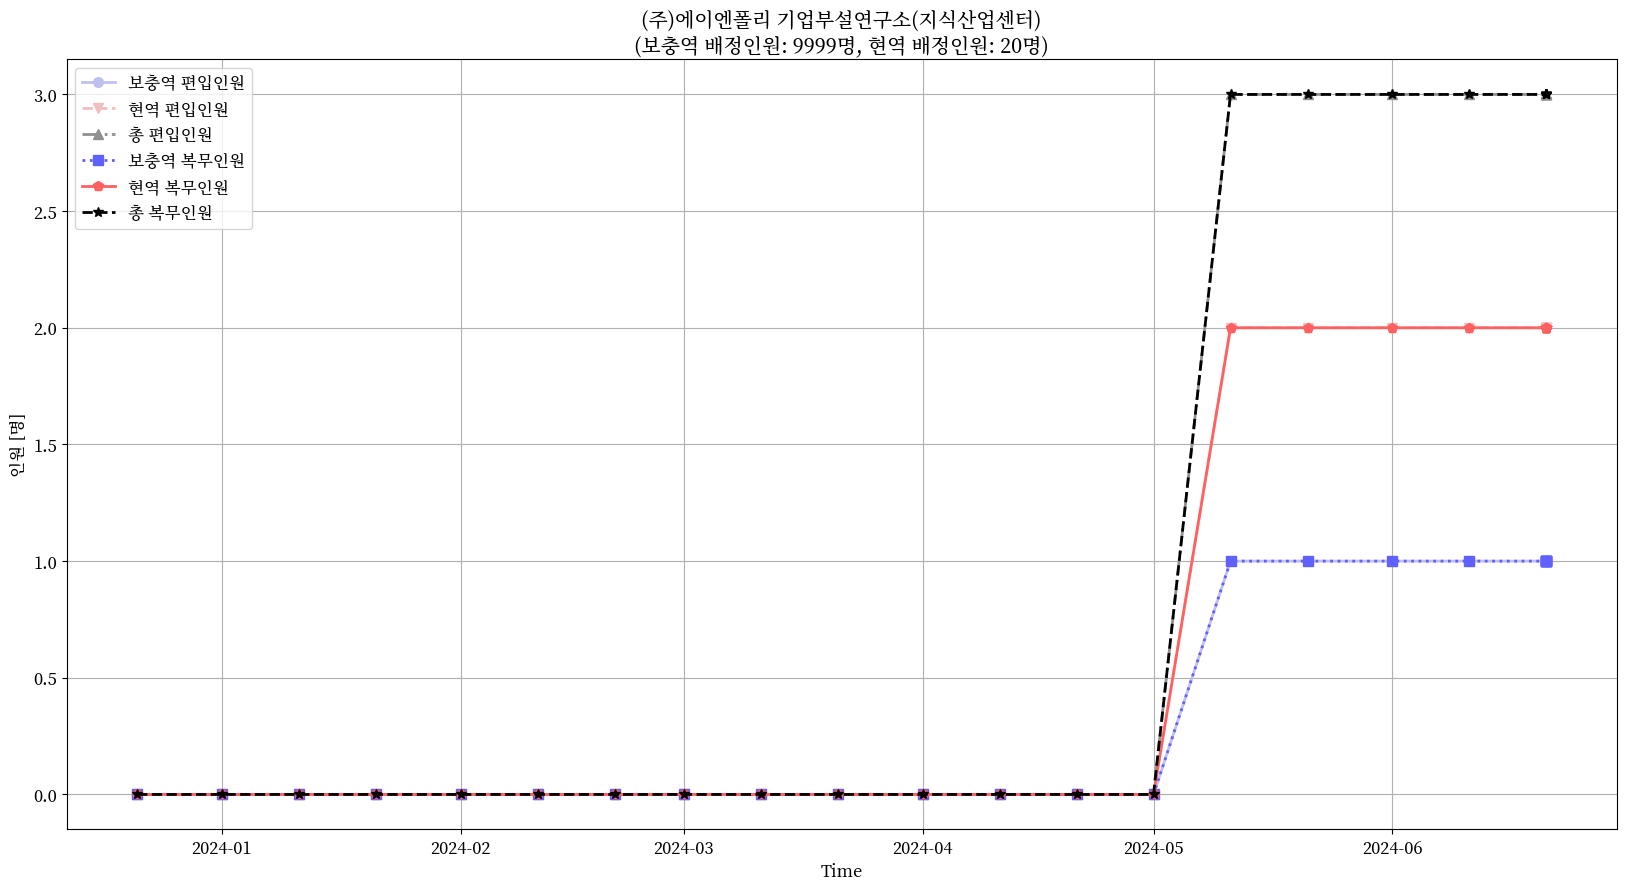 (주)에이엔폴리 기업부설연구소(지식산업센터)
(보충역 배정인원: 9999명, 현역 배정인원: 20명)
보충역 편입인원
현역 편입인원
총 편입인원
보충역 복무인원
현역 복무인원
총 복무인원
3.0
2.5
2.0
1.5
1.0
0.5
0.0
인원 [명]
2024-01
2024-02
2024-03
2024-04
2024-05
2024-06
Time